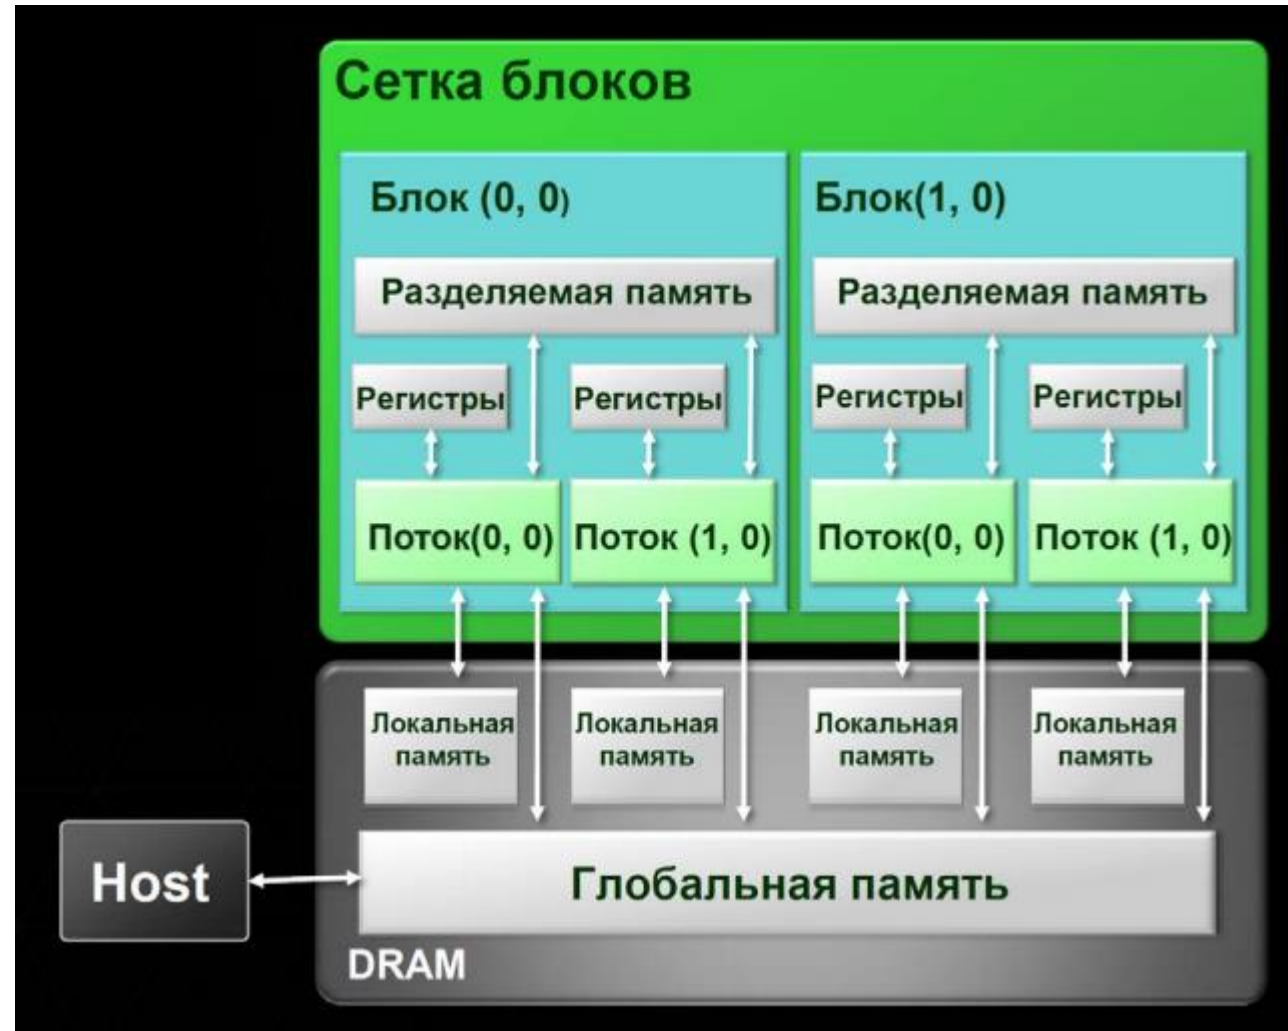 Сетка блоков
Блок (0, 0)
Блок(1, 0)
Разделяемая память
Разделяемая память
Регистры
Регистры
Регистры
Регистры
Поток(0, 0)
Поток (1, 0)
Поток(0, 0)
Поток (1, 0)
Локальная
память
Локальная
память
Локальная
память
Локальная
память
Host
Глобальная память
DRAM